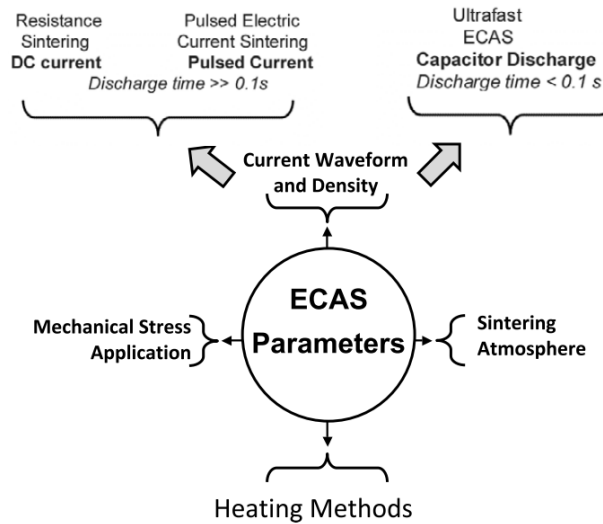 Resistance
Sintering
DC current
Pulsed Electric
Current Sintering
Pulsed Current
Discharge time >> 0.1s
Ultrafast
ECAS
Capacitor Discharge
Discharge time < 0.1 s
Current Waveform
and Density
ECAS
Parameters
Mechanical Stress
Application
Sintering
Atmosphere
Heating Methods